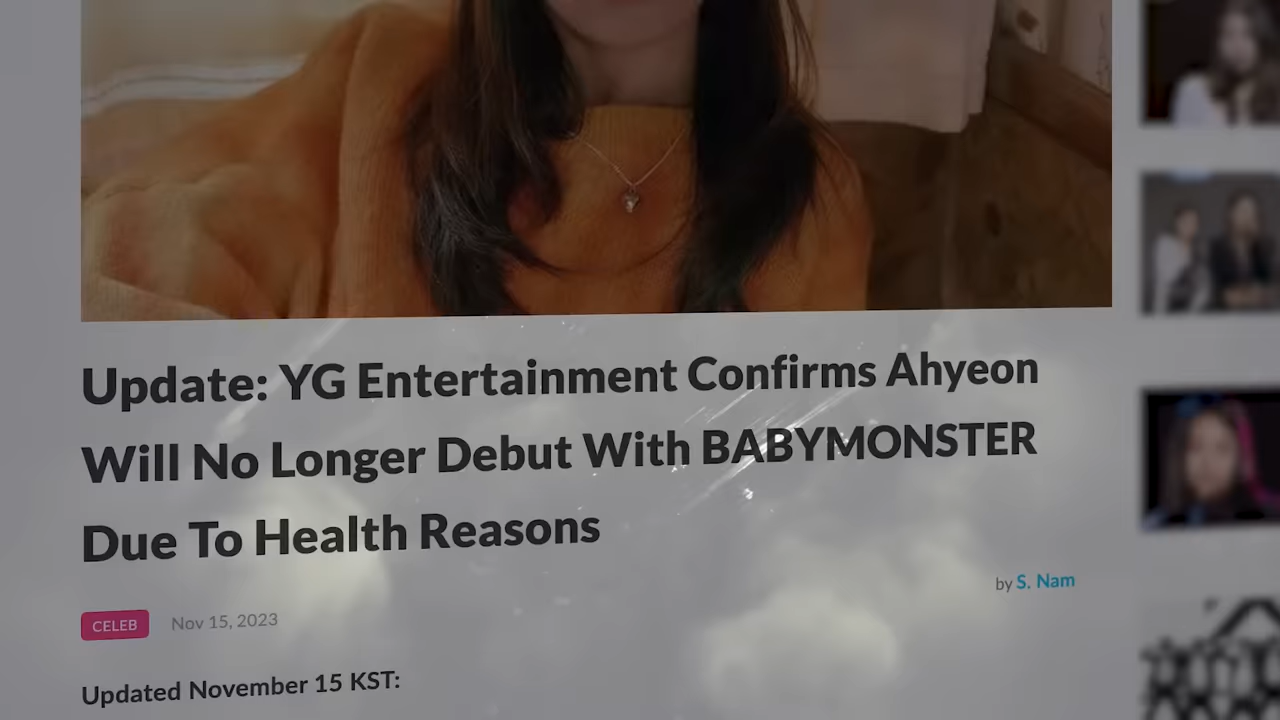 Update: YG Entertainment Confirms Ahyeon
Will No Longer Debut With BABYMONSTER
Due To Health Reasons
by S. Nam
CELEB Nov 15, 2023
Updated November 15 KST: